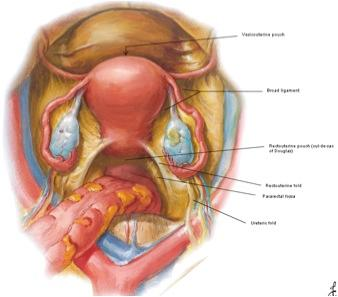 Vesicouterine pouch
Broad ligament
Rectouterine pouch (cul-de-sac
of Douglas)
Rectouterine fold
Pararectal fossa
Ureteric fold